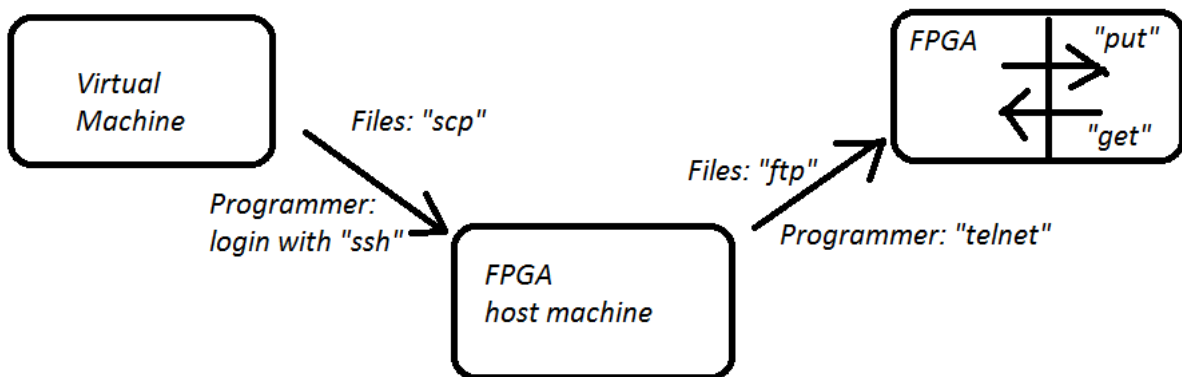 Virtual
Machine
Files: "scp"
Programmer:
login with "ssh"
FPGA
host machine
Files: "ftp"
Programmer: "telnet"
FPGA
"put"
"get"